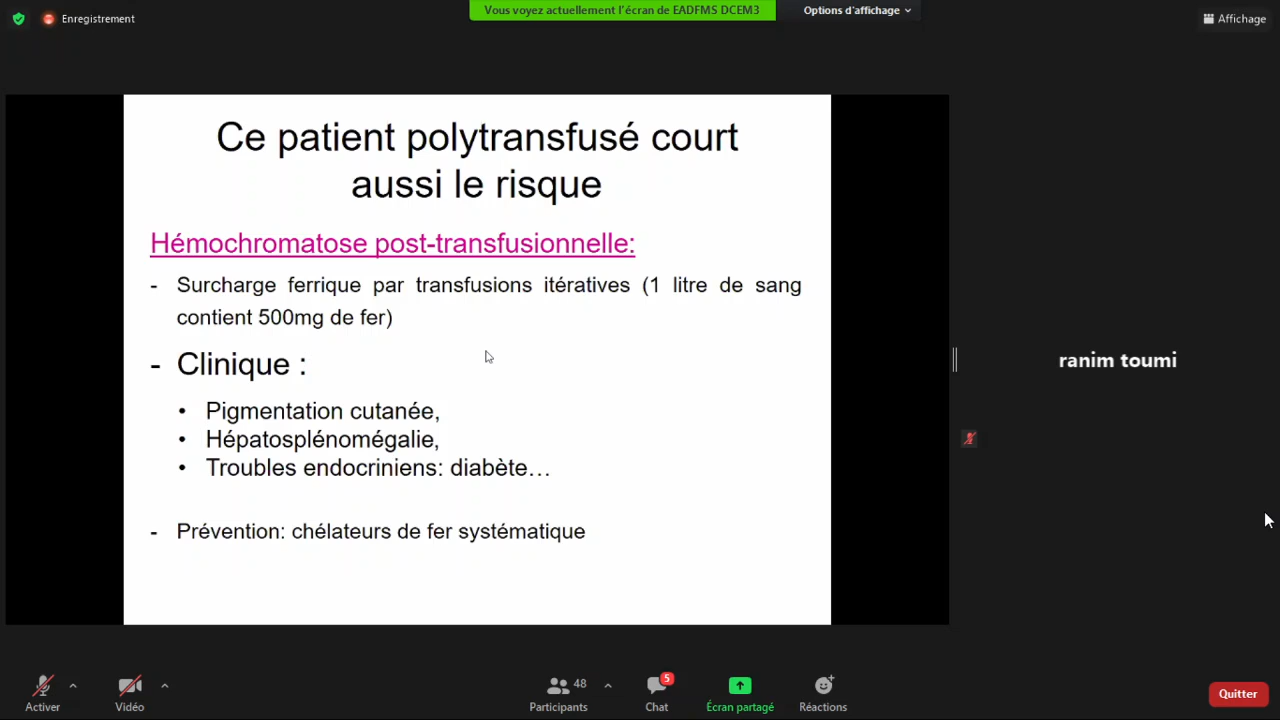 Enregistrement
Vous voyez actuellement l'écran de EADFMS DCEM3
Options d'affichage
Affichage
Ce patient polytransfusé court
aussi le risque
Hémochromatose post-transfusionnelle:
- Surcharge ferrique par transfusions itératives (1 litre de sang
contient 500mg de fer)
- Clinique :
• Pigmentation cutanée,
• Hépatosplénomégalie,
• Troubles endocriniens: diabète…
- Prévention: chélateurs de fer systématique
ranim toumi
Activer
Vidéo
48
Participants
5
Chat
Écran partagé
Réactions
Quitter